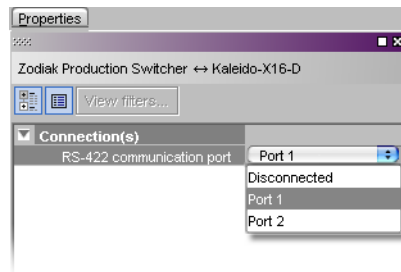 Properties
Zodiak Production Switcher ↔ Kaleido-X16-D
View filters...
Connection(s)
RS-422 communication port Port 1
Disconnected
Port 1
Port 2